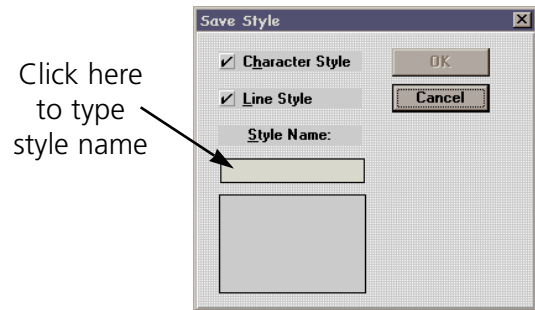 Save Style
Click here
to type
style name
Character Style
Line Style
Style Name:
OK
Cancel